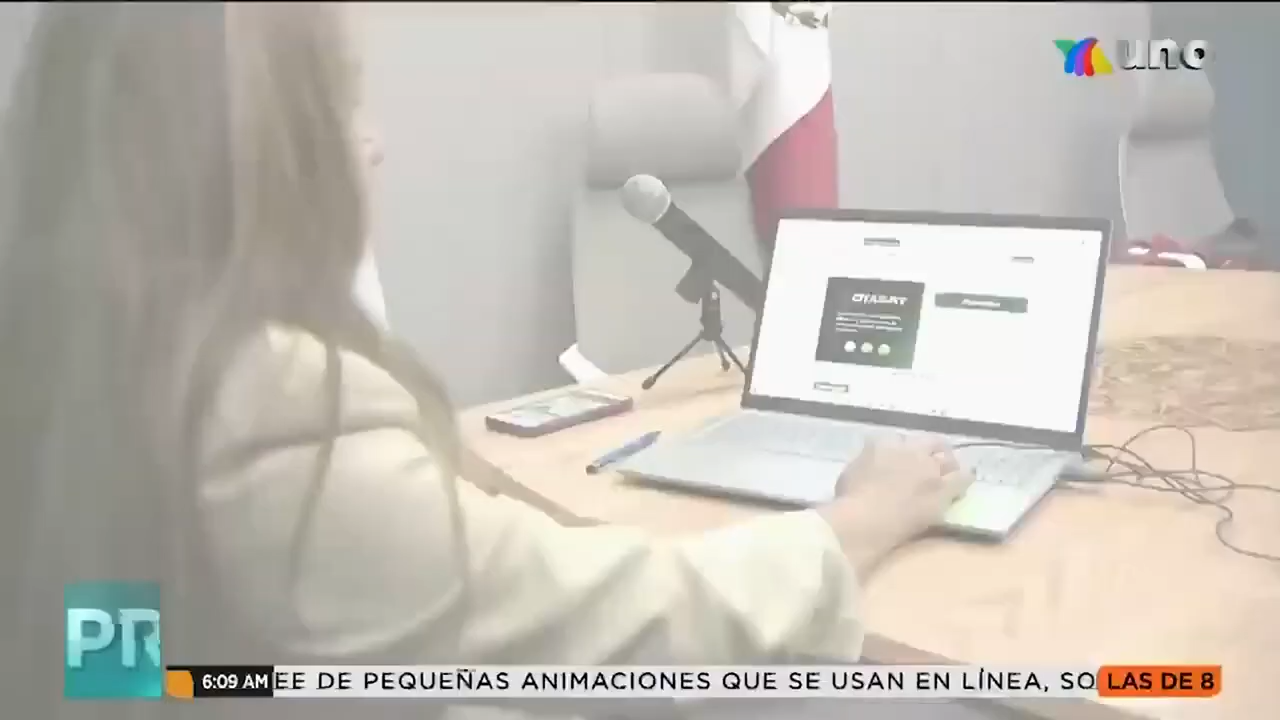 uno
PR
6:09 AM
EE DE PEQUEÑAS ANIMACIONES QUE SE USAN EN LÍNEA, SO
LAS DE 8